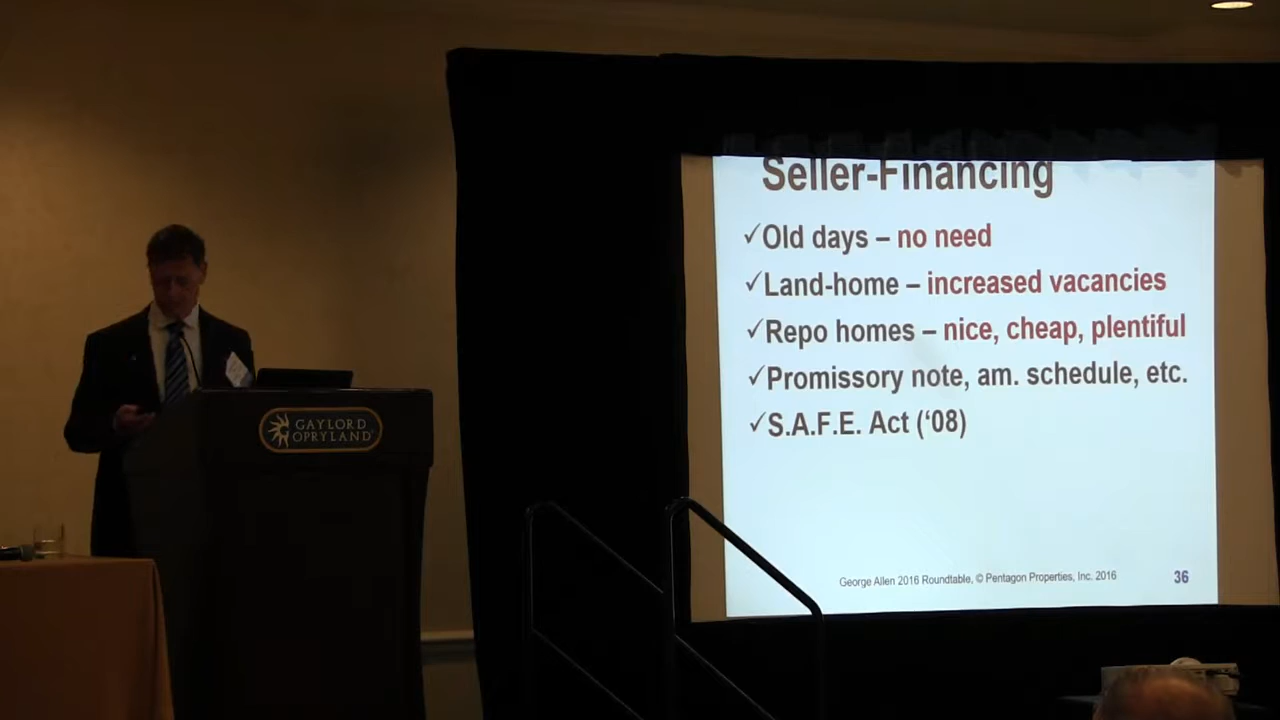 GAYLORD
OPRYLAND
Seller-Financing
✓Old days – no need
✓Land-home – increased vacancies
✓Repo homes – nice, cheap, plentiful
✓Promissory note, am. schedule, etc.
✓S.A.F.E. Act (‘08)
George Allen 2016 Roundtable, © Pentagon Properties, Inc. 2016
36